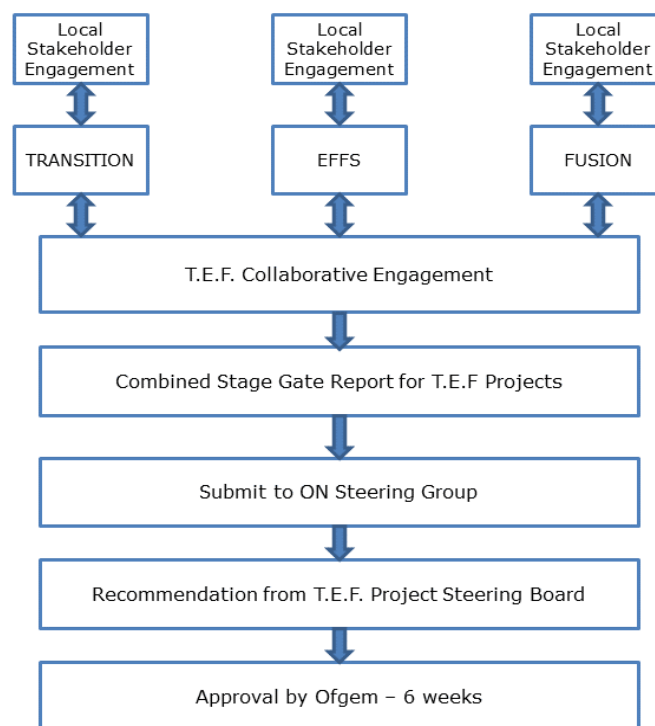 Local
Stakeholder
Engagement
Local
Stakeholder
Engagement
Local
Stakeholder
Engagement
TRANSITION
EFFS
FUSION
T.E.F. Collaborative Engagement
Combined Stage Gate Report for T.E.F Projects
Submit to ON Steering Group
Recommendation from T.E.F. Project Steering Board
Approval by Ofgem – 6 weeks